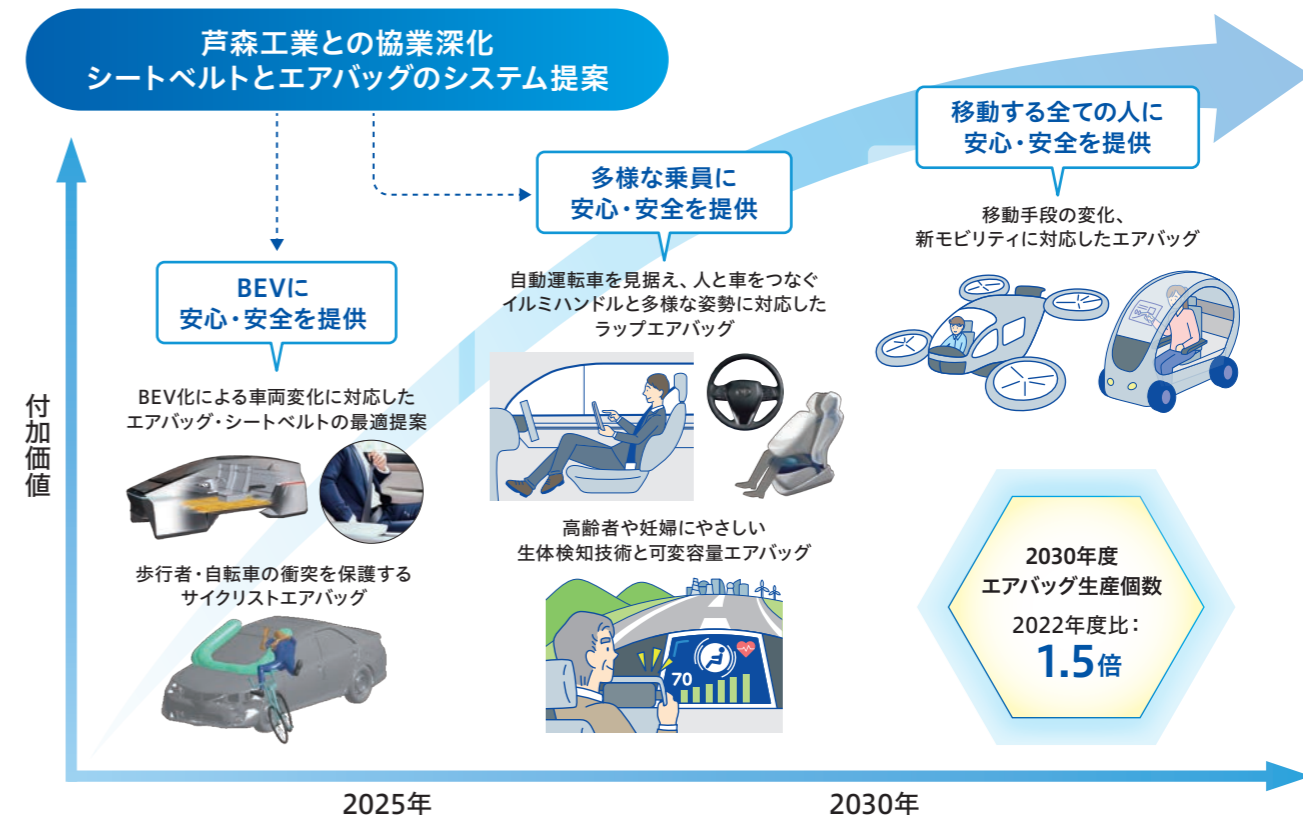 芦森工業との協業深化
シートベルトとエアバッグのシステム提案
移動する全ての人に
安心・安全を提供
移動手段の変化、
新モビリティに対応したエアバッグ
多様な乗員に
安心・安全を提供
自動運転車を見据え、人と車をつなぐ
イルミハンドルと多様な姿勢に対応した
ラップエアバッグ
高齢者や妊婦にやさしい
生体検知技術と可変容量エアバッグ
70
BEVに
安心・安全を提供
BEV化による車両変化に対応した
エアバッグ・シートベルトの最適提案
歩行者・自転車の衝突を保護する
サイクリストエアバッグ
2030年度
エアバッグ生産個数
2022年度比：
1.5倍
付加価値
2025年
2030年